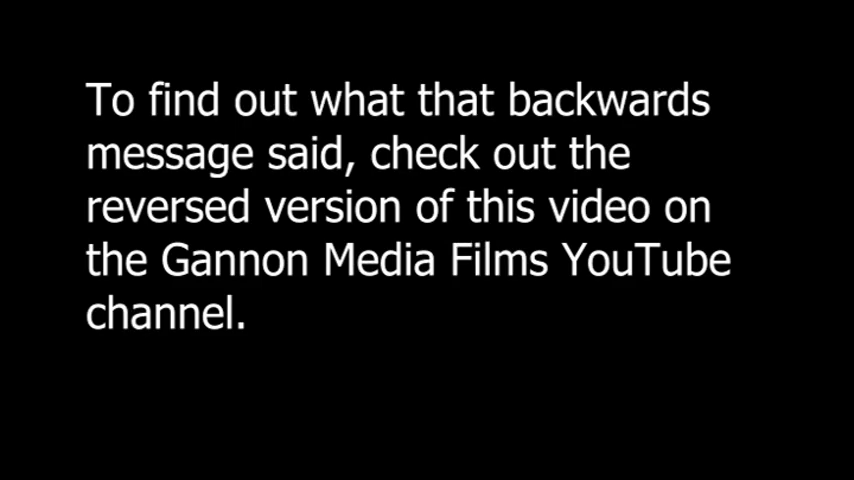 To find out what that backwards
message said, check out the
reversed version of this video on
the Gannon Media Films YouTube
channel.